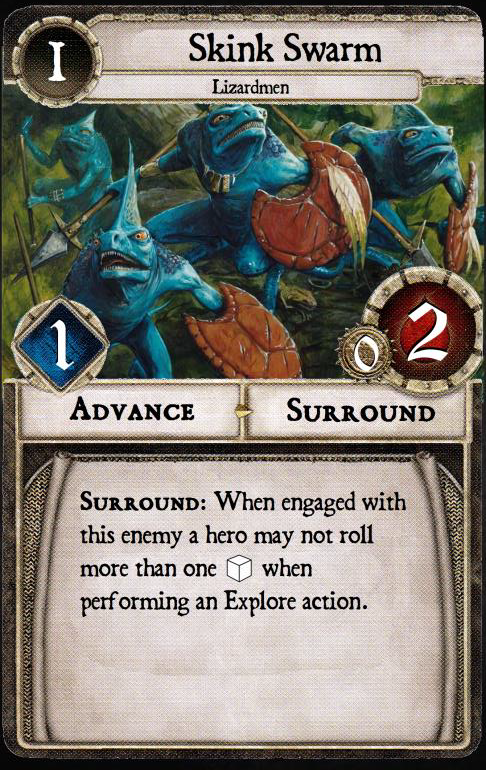 I
Skink Swarm
Lizardmen
1
0
2
ADVANCE
SURROUND
SURROUND: When engaged with
this enemy a hero may not roll
more than one when
performing an Explore action.